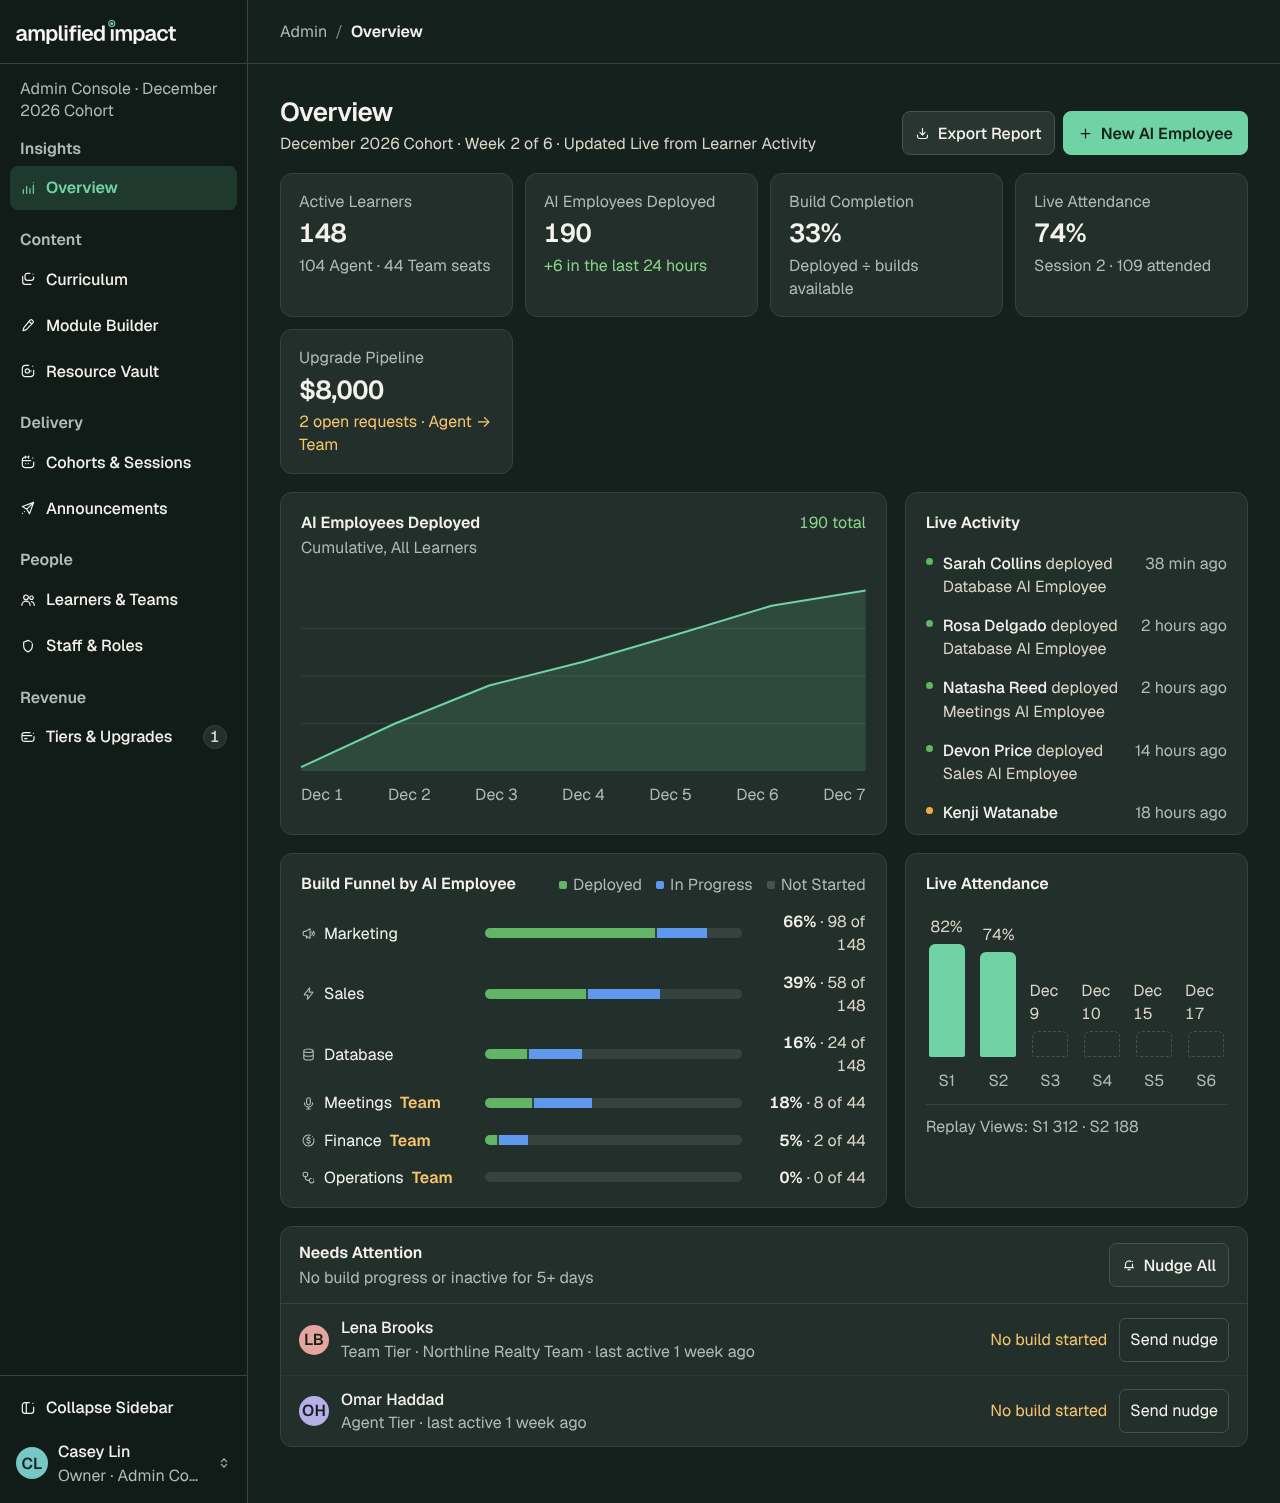 amplified impact
Admin Console · December
2026 Cohort
Insights
Overview
Content
Curriculum
Module Builder
Resource Vault
Delivery
Cohorts & Sessions
Announcements
People
Learners & Teams
Staff & Roles
Revenue
Tiers & Upgrades 1
Collapse Sidebar
CL
Casey Lin
Owner · Admin Co...
Admin / Overview
Overview
December 2026 Cohort · Week 2 of 6 · Updated Live from Learner Activity
Export Report
+ New AI Employee
Active Learners
148
104 Agent · 44 Team seats
AI Employees Deployed
190
+6 in the last 24 hours
Build Completion
33%
Deployed ÷ builds
available
Live Attendance
74%
Session 2 · 109 attended
Upgrade Pipeline
$8,000
2 open requests · Agent →
Team
AI Employees Deployed 190 total
Cumulative, All Learners
Dec 1 Dec 2 Dec 3 Dec 4 Dec 5 Dec 6 Dec 7
Live Activity
Sarah Collins deployed 38 min ago
Database AI Employee
Rosa Delgado deployed 2 hours ago
Database AI Employee
Natasha Reed deployed 2 hours ago
Meetings AI Employee
Devon Price deployed 14 hours ago
Sales AI Employee
Kenji Watanabe 18 hours ago
Build Funnel by AI Employee Deployed In Progress Not Started
Marketing 66% · 98 of
148
Sales 39% · 58 of
148
Database 16% · 24 of
148
Meetings Team 18% · 8 of 44
Finance Team 5% · 2 of 44
Operations Team 0% · 0 of 44
Live Attendance
82% 74%
Dec Dec Dec Dec
9 10 15 17
S1 S2 S3 S4 S5 S6
Replay Views: S1 312 · S2 188
Needs Attention
No build progress or inactive for 5+ days
Nudge All
LB
Lena Brooks
Team Tier · Northline Realty Team · last active 1 week ago
No build started Send nudge
OH
Omar Haddad
Agent Tier · last active 1 week ago
No build started Send nudge